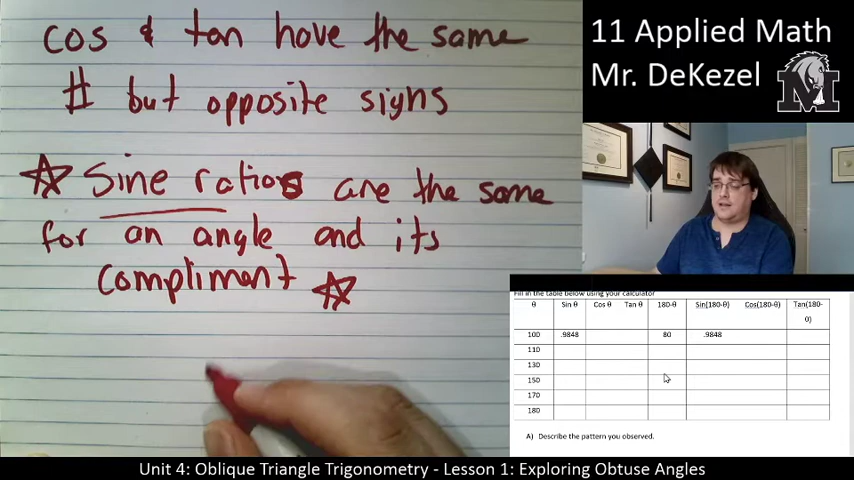 cos & tan have the same
# but opposite signs
☆ Sine ratios are the same
for an angle and its
compliment ☆
11 Applied Math
Mr. DeKezel
M
Fill in the table below using your calculator
θ Sin θ Cos θ Tan θ 180-θ Sin(180-θ) Cos(180-θ) Tan(180-θ)
100 .9848 80 .9848
110
130
150
170
180
A) Describe the pattern you observed.
Unit 4: Oblique Triangle Trigonometry - Lesson 1: Exploring Obtuse Angles